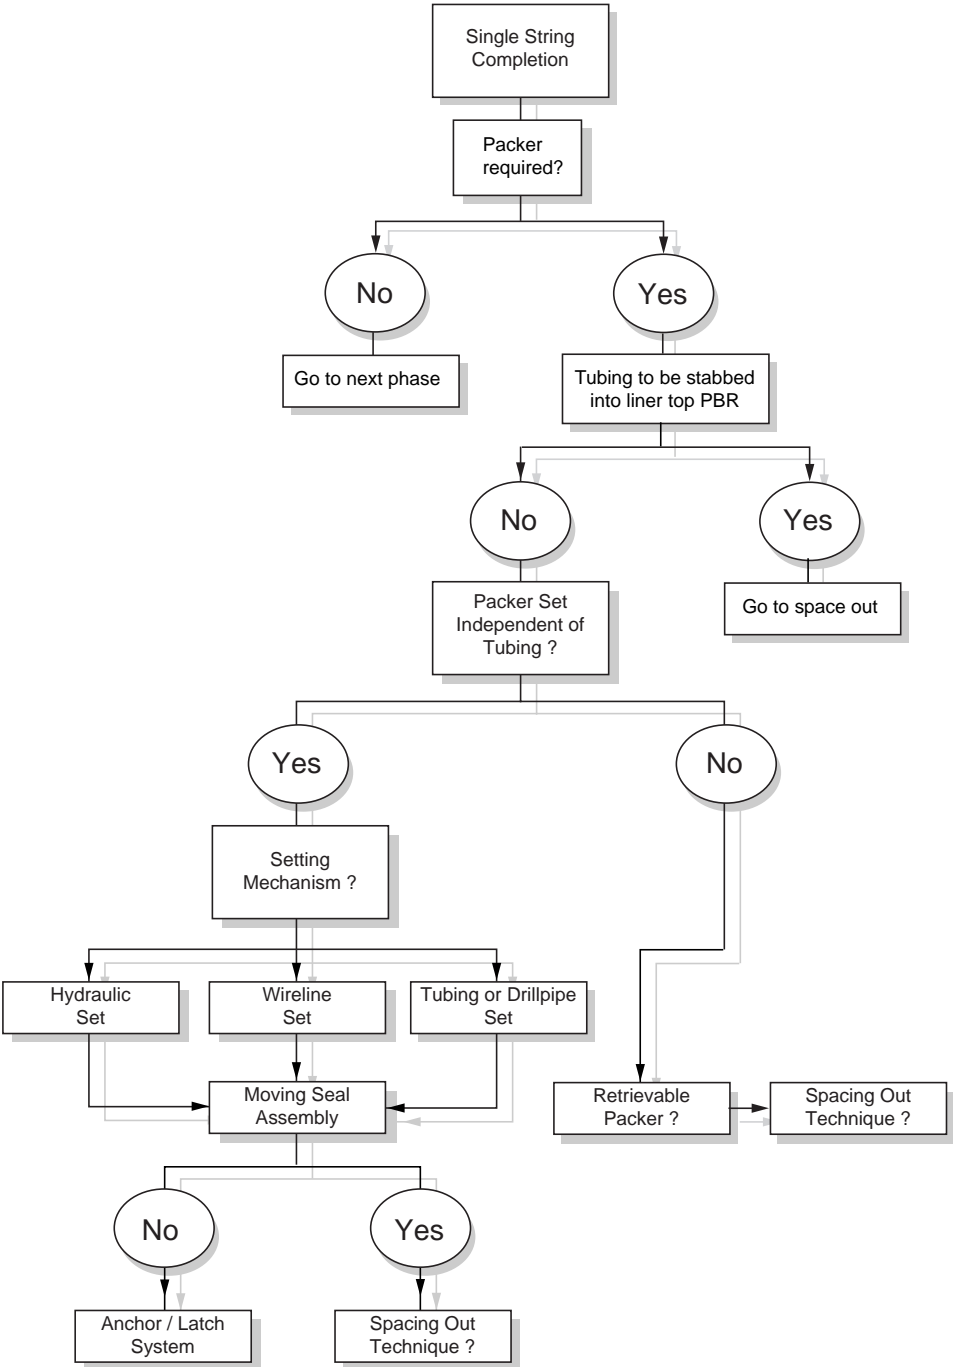 Single String
Completion
Packer
required?
No
Yes
Go to next phase
Tubing to be stabbed
into liner top PBR
No
Yes
Packer Set
Independent of
Tubing ?
Go to space out
Yes
No
Setting
Mechanism ?
Hydraulic
Set
Wireline
Set
Tubing or Drillpipe
Set
Moving Seal
Assembly
Retrievable
Packer ?
Spacing Out
Technique ?
No
Yes
Anchor / Latch
System
Spacing Out
Technique ?